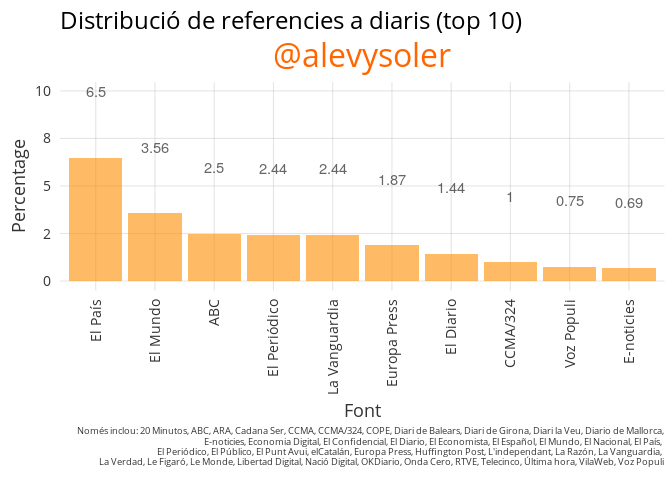 Distribució de referencies a diaris (top 10)
@alevysoler
10
8
5
2
0
Percentage
6.5
3.56
2.5
2.44
2.44
1.87
1.44
1
0.75
0.69
El País
El Mundo
ABC
El Periódico
La Vanguardia
Europa Press
El Diario
CCMA/324
Voz Populi
E-noticies
Font
Només inclou: 20 Minutos, ABC, ARA, Cadana Ser, CCMA, CCMA/324, COPE, Diari de Balears, Diari de Girona, Diari la Veu, Diario de Mallorca,
E-noticies, Economia Digital, El Confidencial, El Diario, El Economista, El Español, El Mundo, El Nacional, El País,
El Periódico, El Público, El Punt Avui, elCatalán, Europa Press, Huffington Post, L'independant, La Razón, La Vanguardia,
La Verdad, Le Figaró, Le Monde, Libertad Digital, Nació Digital, OKDiario, Onda Cero, RTVE, Telecinco, Última hora, VilaWeb, Voz Populi